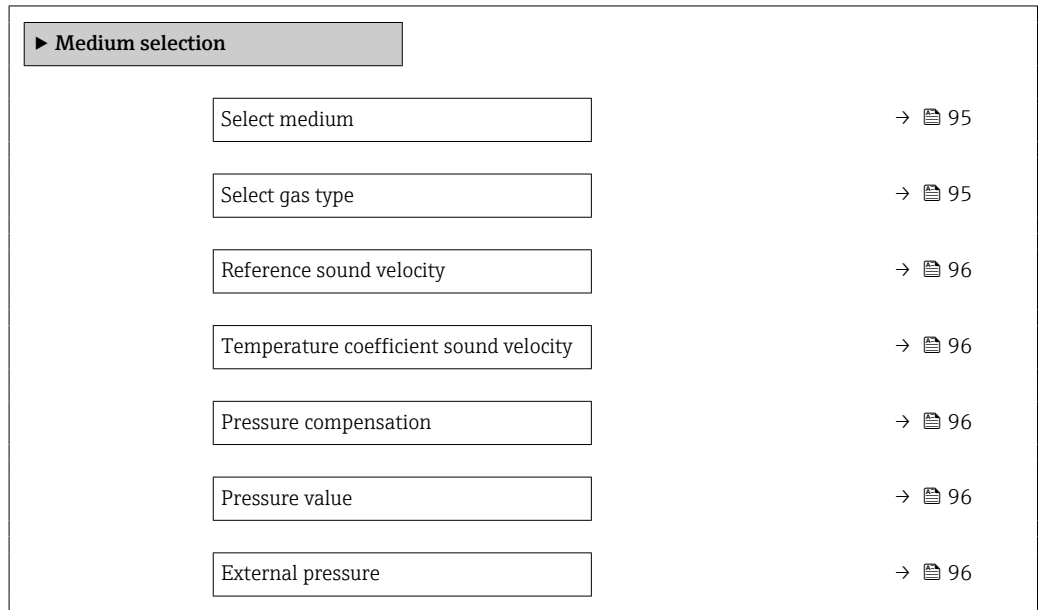 ► Medium selection
Select medium → 95
Select gas type → 95
Reference sound velocity → 96
Temperature coefficient sound velocity → 96
Pressure compensation → 96
Pressure value → 96
External pressure → 96